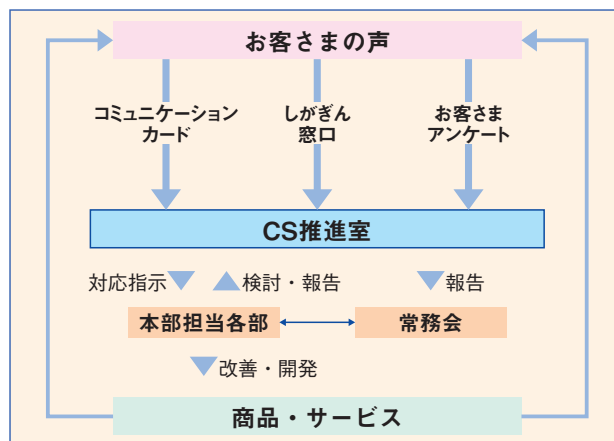 お客さまの声
コミュニケーション
カード
しがぎん
窓口
お客さま
アンケート
CS推進室
対応指示
検討・報告
報告
本部担当各部
常務会
改善・開発
商品・サービス